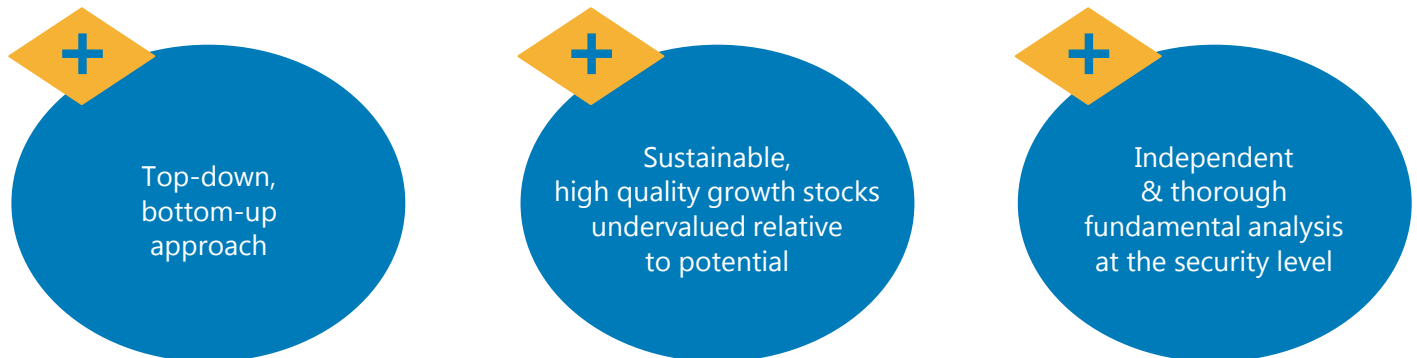 +
Top-down,
bottom-up
approach
+
Sustainable,
high quality growth stocks
undervalued relative
to potential
+
Independent
& thorough
fundamental analysis
at the security level